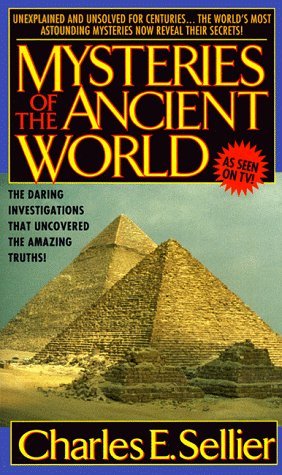 UNEXPLAINED AND UNSOLVED FOR CENTURIES... THE WORLD'S MOST
ASTOUNDING MYSTERIES NOW REVEAL THEIR SECRETS!
MYSTERIES
OF THE ANCIENT
WORLD
AS SEEN
ON TV!
THE DARING
INVESTIGATIONS
THAT UNCOVERED
THE AMAZING
TRUTHS!
Charles E. Sellier